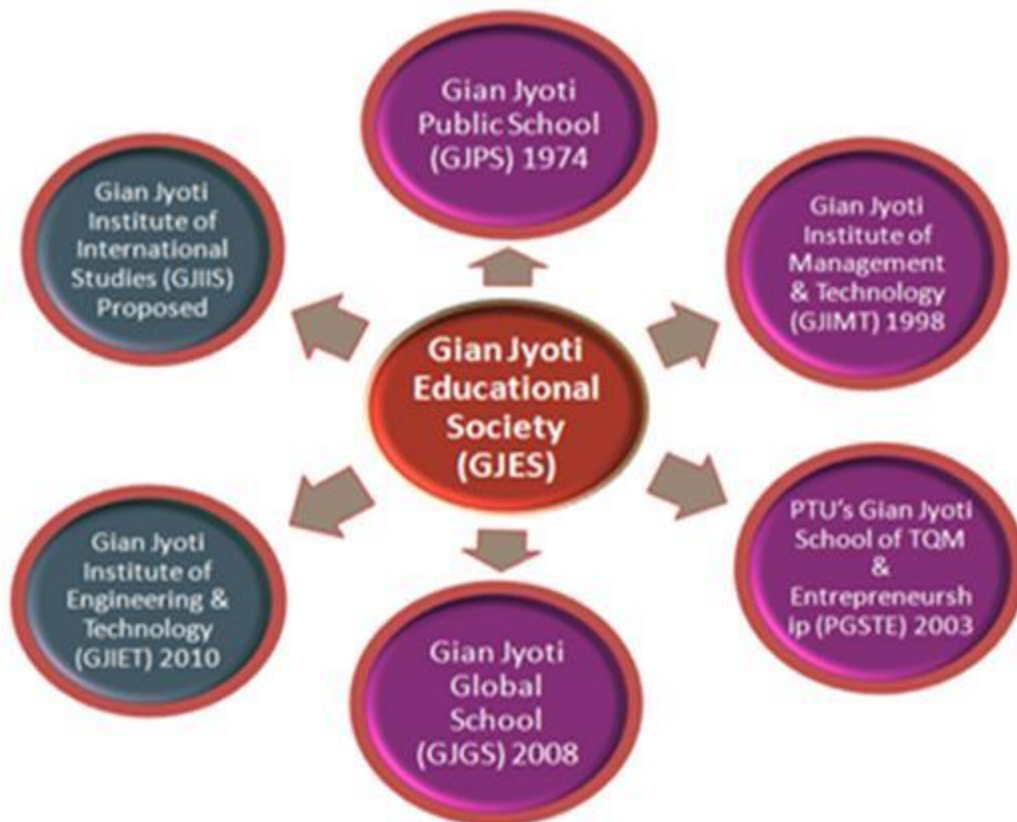 Gian Jyoti
Public School
(GJPS) 1974
Gian Jyoti
Institute of
Management
& Technology
(GJIMT) 1998
PTU's Gian Jyoti
School of TQM
&
Entrepreneursh
ip (PGSTE) 2003
Gian Jyoti
Global
School
(GJGS) 2008
Gian Jyoti
Institute of
Engineering &
Technology
(GJIET) 2010
Gian Jyoti
Institute of
International
Studies (GJIIS)
Proposed
Gian Jyoti
Educational
Society
(GJES)